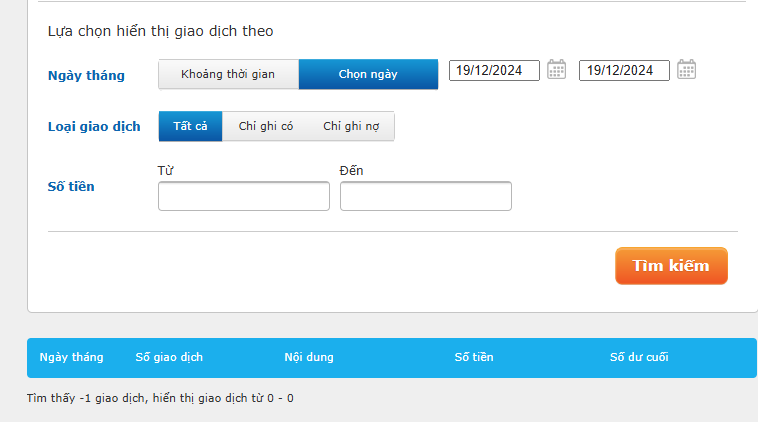 Lựa chọn hiển thị giao dịch theo
Ngày tháng Khoảng thời gian Chọn ngày 19/12/2024 19/12/2024
Loại giao dịch Tất cả Chỉ ghi có Chỉ ghi nợ
Từ Đến
Số tiền
Tìm kiếm
Ngày tháng Số giao dịch Nội dung Số tiền Số dư cuối
Tìm thấy -1 giao dịch, hiển thị giao dịch từ 0 - 0